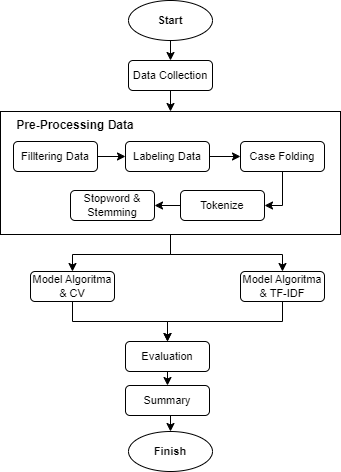 Start
Data Collection
Pre-Processing Data
Filltering Data
Labeling Data
Case Folding
Stopword &
Stemming
Tokenize
Model Algoritma
& CV
Model Algoritma
& TF-IDF
Evaluation
Summary
Finish